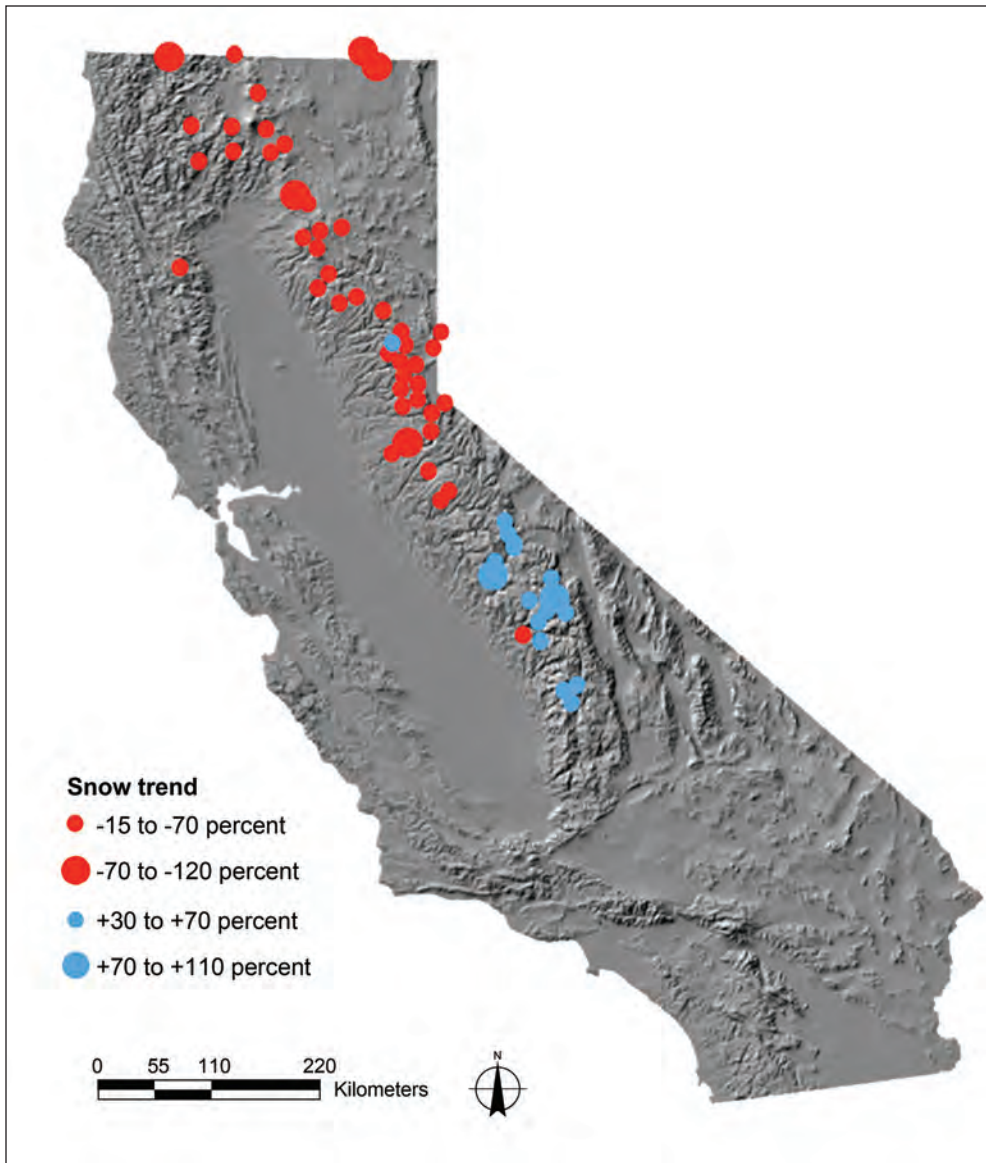 Snow trend
-15 to -70 percent
-70 to -120 percent
+30 to +70 percent
+70 to +110 percent
0 55 110 220
Kilometers
N